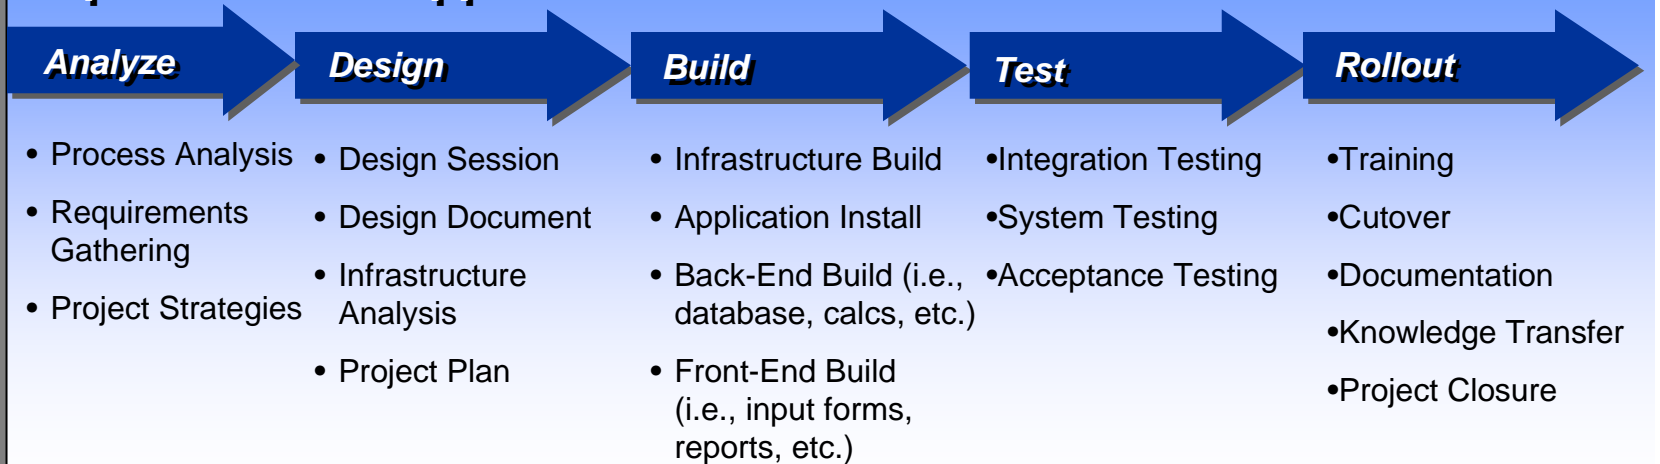 Analyze
Design
Build
Test
Rollout
• Process Analysis
• Requirements
Gathering
• Project Strategies
• Design Session
• Design Document
• Infrastructure
Analysis
• Project Plan
• Infrastructure Build
• Application Install
• Back-End Build (i.e.,
database, calcs, etc.)
• Front-End Build
(i.e., input forms,
reports, etc.)
•Integration Testing
•System Testing
•Acceptance Testing
•Training
•Cutover
•Documentation
•Knowledge Transfer
•Project Closure